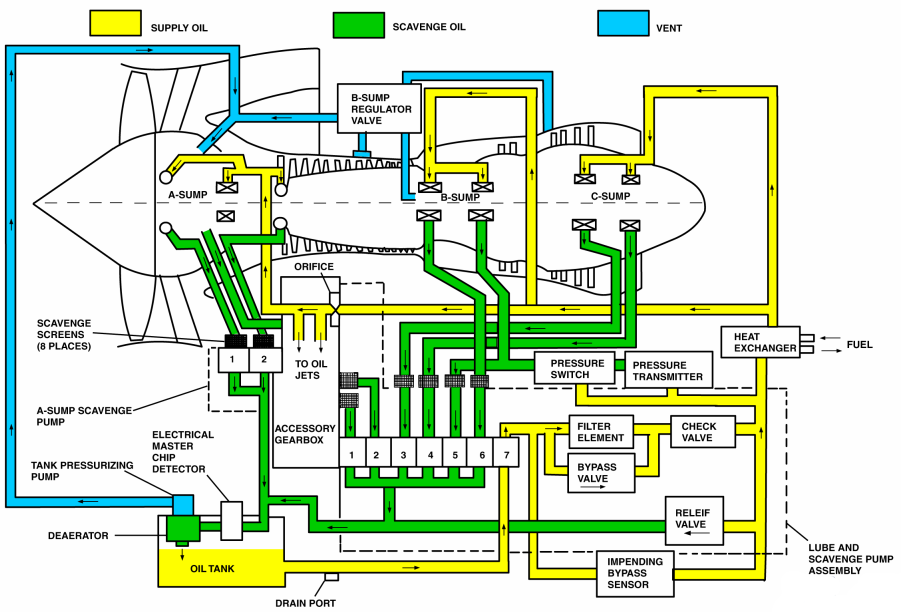 SUPPLY OIL
SCAVENGE OIL
VENT
B-SUMP
REGULATOR
VALVE
A-SUMP
B-SUMP
C-SUMP
ORIFICE
SCAVENGE
SCREENS
(8 PLACES)
1 2
TO OIL
JETS
HEAT
EXCHANGER
FUEL
PRESSURE
SWITCH
PRESSURE
TRANSMITTER
A-SUMP SCAVENGE
PUMP
ACCESSORY
GEARBOX
ELECTRICAL
MASTER
CHIP
DETECTOR
FILTER
ELEMENT
CHECK
VALVE
1 2 3 4 5 6 7
TANK PRESSURIZING
PUMP
BYPASS
VALVE
RELEIF
VALVE
DEAERATOR
OIL TANK
IMPENDING
BYPASS
SENSOR
LUBE AND
SCAVENGE PUMP
ASSEMBLY
DRAIN PORT